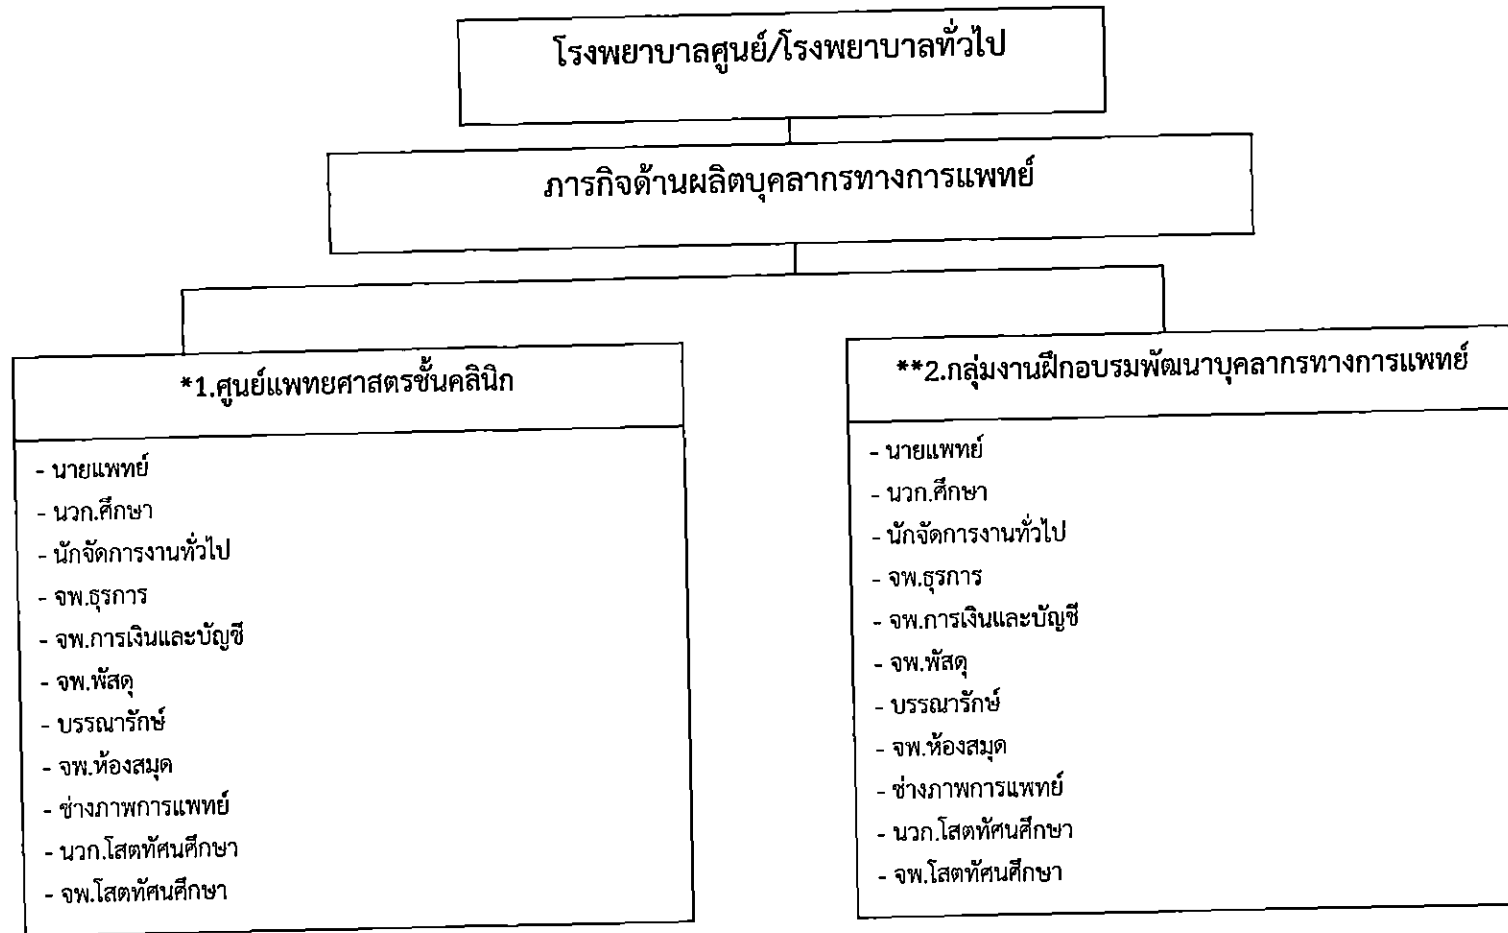 โรงพยาบาลศูนย์/โรงพยาบาลทั่วไป
ภารกิจด้านผลิตบุคลากรทางการแพทย์
*1.ศูนย์แพทยศาสตรชั้นคลินิก
- นายแพทย์
- นวก.ศึกษา
- นักจัดการงานทั่วไป
- จพ.ธุรการ
- จพ.การเงินและบัญชี
- จพ.พัสดุ
- บรรณารักษ์
- จพ.ห้องสมุด
- ช่างภาพการแพทย์
- นวก.โสตทัศนศึกษา
- จพ.โสตทัศนศึกษา
**2.กลุ่มงานฝึกอบรมพัฒนาบุคลากรทางการแพทย์
- นายแพทย์
- นวก.ศึกษา
- นักจัดการงานทั่วไป
- จพ.ธุรการ
- จพ.การเงินและบัญชี
- จพ.พัสดุ
- บรรณารักษ์
- จพ.ห้องสมุด
- ช่างภาพการแพทย์
- นวก.โสตทัศนศึกษา
- จพ.โสตทัศนศึกษา